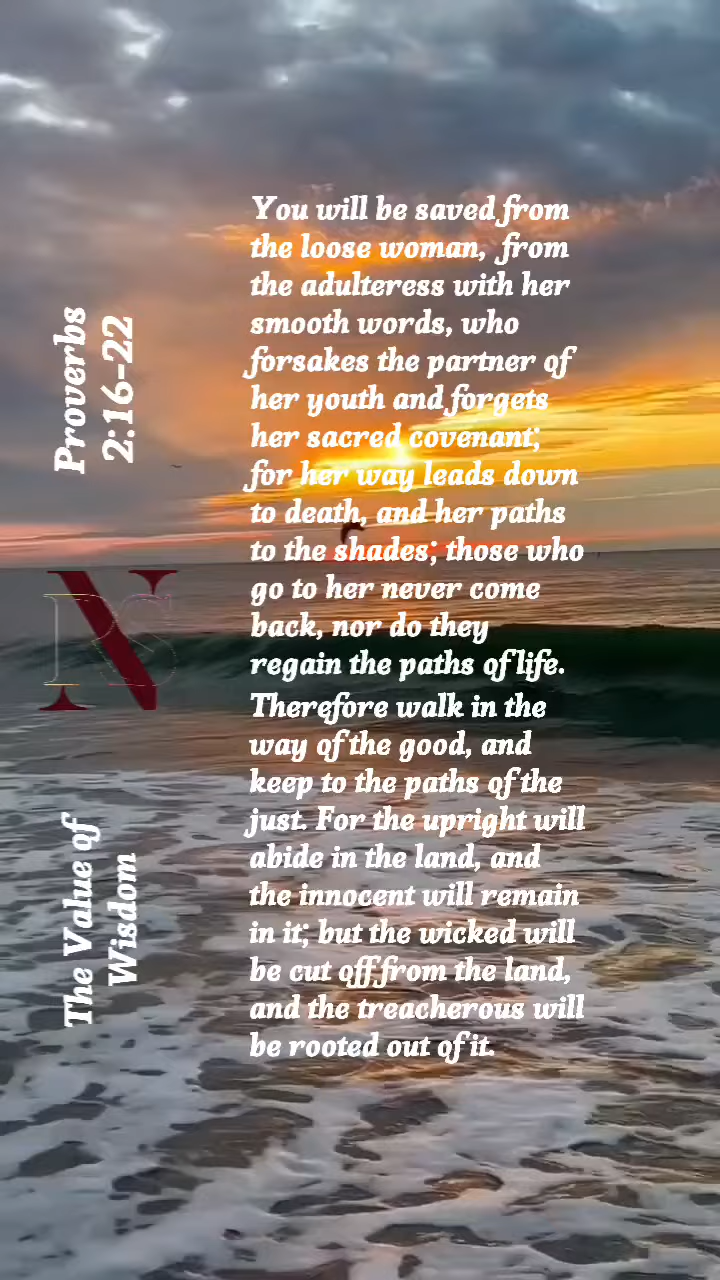 Proverbs
2:16-22
The Value of
Wisdom
You will be saved from
the loose woman, from
the adulteress with her
smooth words, who
forsakes the partner of
her youth and forgets
her sacred covenant;
for her way leads down
to death, and her paths
to the shades; those who
go to her never come
back, nor do they
regain the paths of life.
Therefore walk in the
way of the good, and
keep to the paths of the
just. For the upright will
abide in the land, and
the innocent will remain
in it; but the wicked will
be cut off from the land,
and the treacherous will
be rooted out of it.